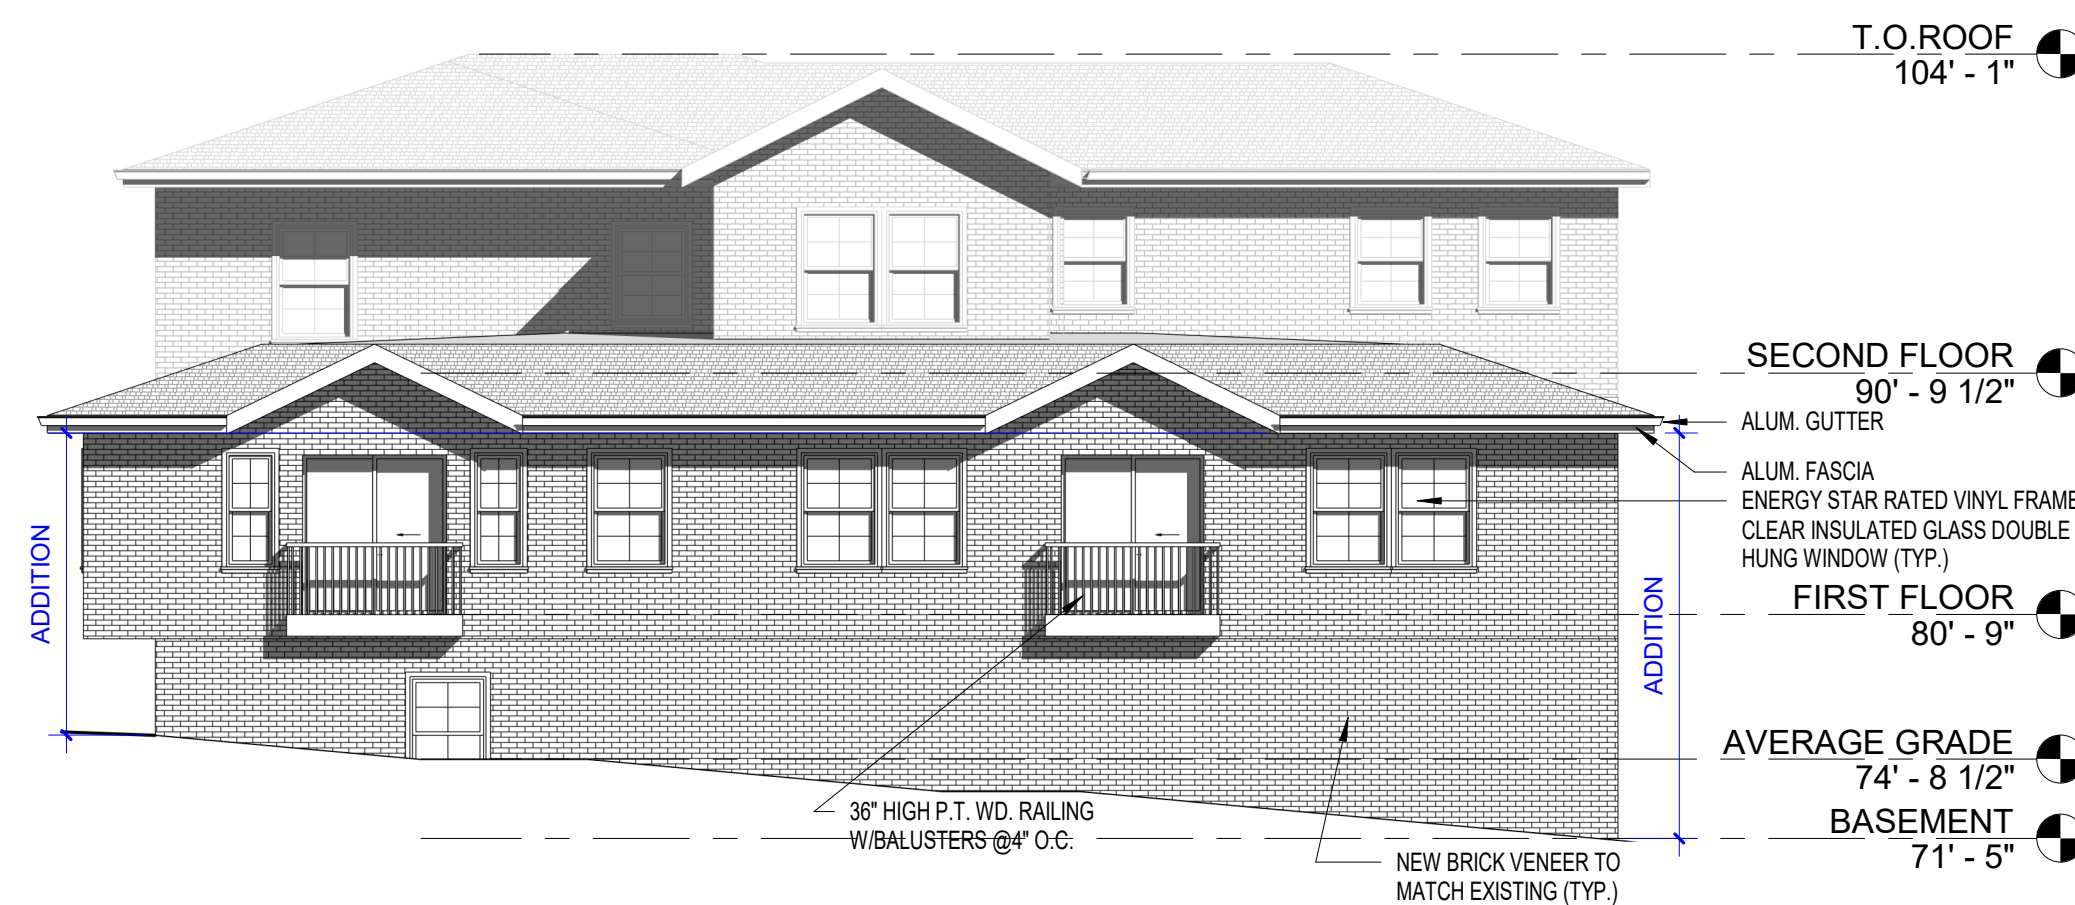 T.O.ROOF
104' - 1"
SECOND FLOOR
90' - 9 1/2"
ALUM. GUTTER
ALUM. FASCIA
ENERGY STAR RATED VINYL FRAME
CLEAR INSULATED GLASS DOUBLE
HUNG WINDOW (TYP.)
ADDITION
ADDITION
FIRST FLOOR
80' - 9"
AVERAGE GRADE
74' - 8 1/2"
36" HIGH P.T. WD. RAILING
W/BALUSTERS @4" O.C.
BASEMENT
71' - 5"
NEW BRICK VENEER TO
MATCH EXISTING (TYP.)